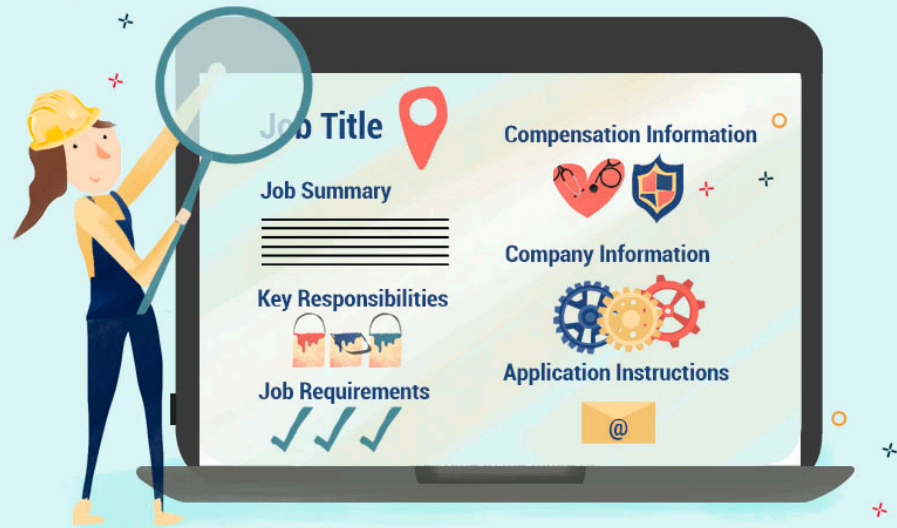 Job Title
Job Summary
Key Responsibilities
Job Requirements
Compensation Information
Company Information
Application Instructions
@